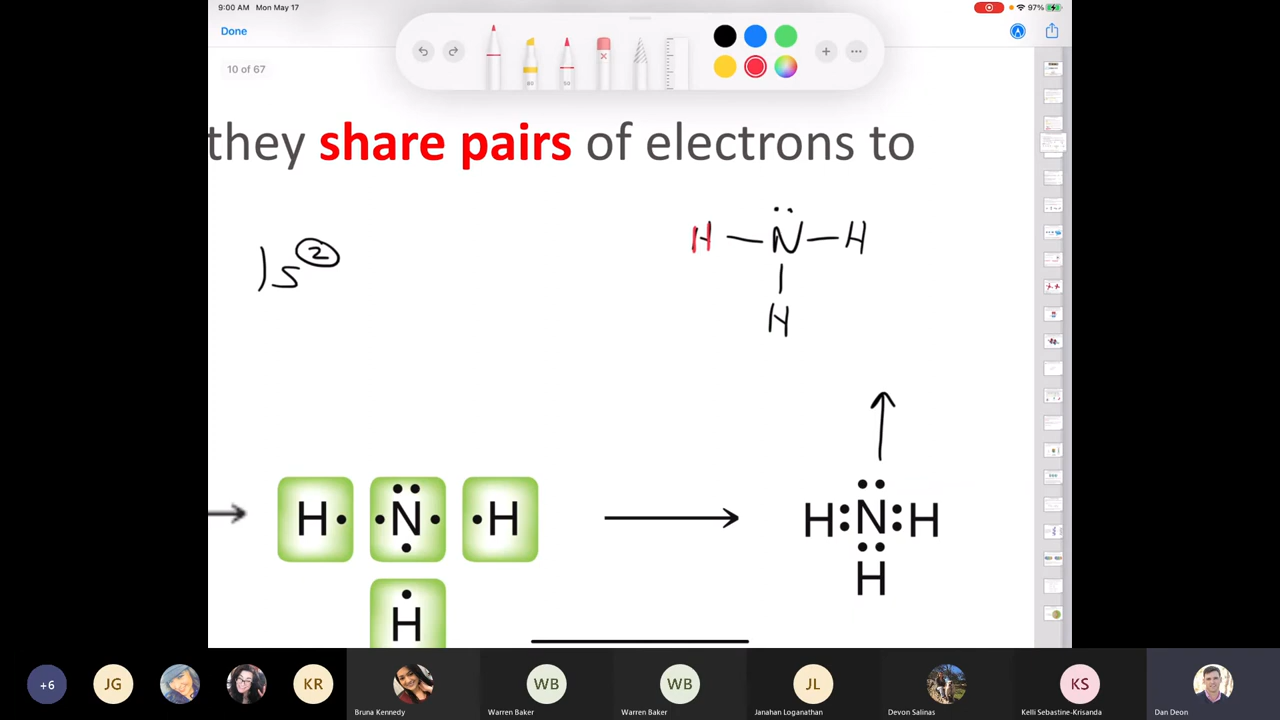 9:00 AM Mon May 17
97%
Done
10 of 67
they share pairs of electrons to
H — N̈ — H
|
H
1s②
H• •N̈• •H
•
•
H
H:N̈:H
••
H
+6
JG
KR
WB
WB
JL
KS
Bruna Kennedy
Warren Baker
Warren Baker
Janahan Loganathan
Devon Salinas
Kelli Sebastine-Krisanda
Dan Deon